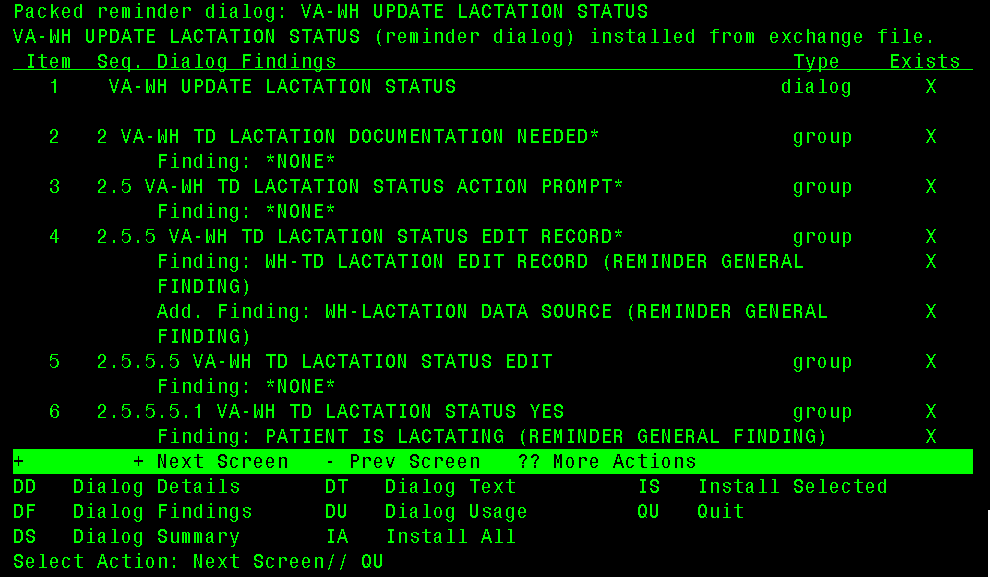 Packed reminder dialog: VA-WH UPDATE LACTATION STATUS
VA-WH UPDATE LACTATION STATUS (reminder dialog) installed from exchange file.
Item  Seq. Dialog Findings  Type  Exists
1  VA-WH UPDATE LACTATION STATUS  dialog  X
2  2 VA-WH TD LACTATION DOCUMENTATION NEEDED*  group  X
Finding: *NONE*
3  2.5 VA-WH TD LACTATION STATUS ACTION PROMPT*  group  X
Finding: *NONE*
4  2.5.5 VA-WH TD LACTATION STATUS EDIT RECORD*  group  X
Finding: WH-TD LACTATION EDIT RECORD (REMINDER GENERAL  X
FINDING)
Add. Finding: WH-LACTATION DATA SOURCE (REMINDER GENERAL  X
FINDING)
5  2.5.5.5 VA-WH TD LACTATION STATUS EDIT  group  X
Finding: *NONE*
6  2.5.5.5.1 VA-WH TD LACTATION STATUS YES  group  X
Finding: PATIENT IS LACTATING (REMINDER GENERAL FINDING)  X
+  + Next Screen  - Prev Screen  ?? More Actions
DD  Dialog Details  DT  Dialog Text  IS  Install Selected
DF  Dialog Findings  DU  Dialog Usage  QU  Quit
DS  Dialog Summary  IA  Install All
Select Action: Next Screen// QU